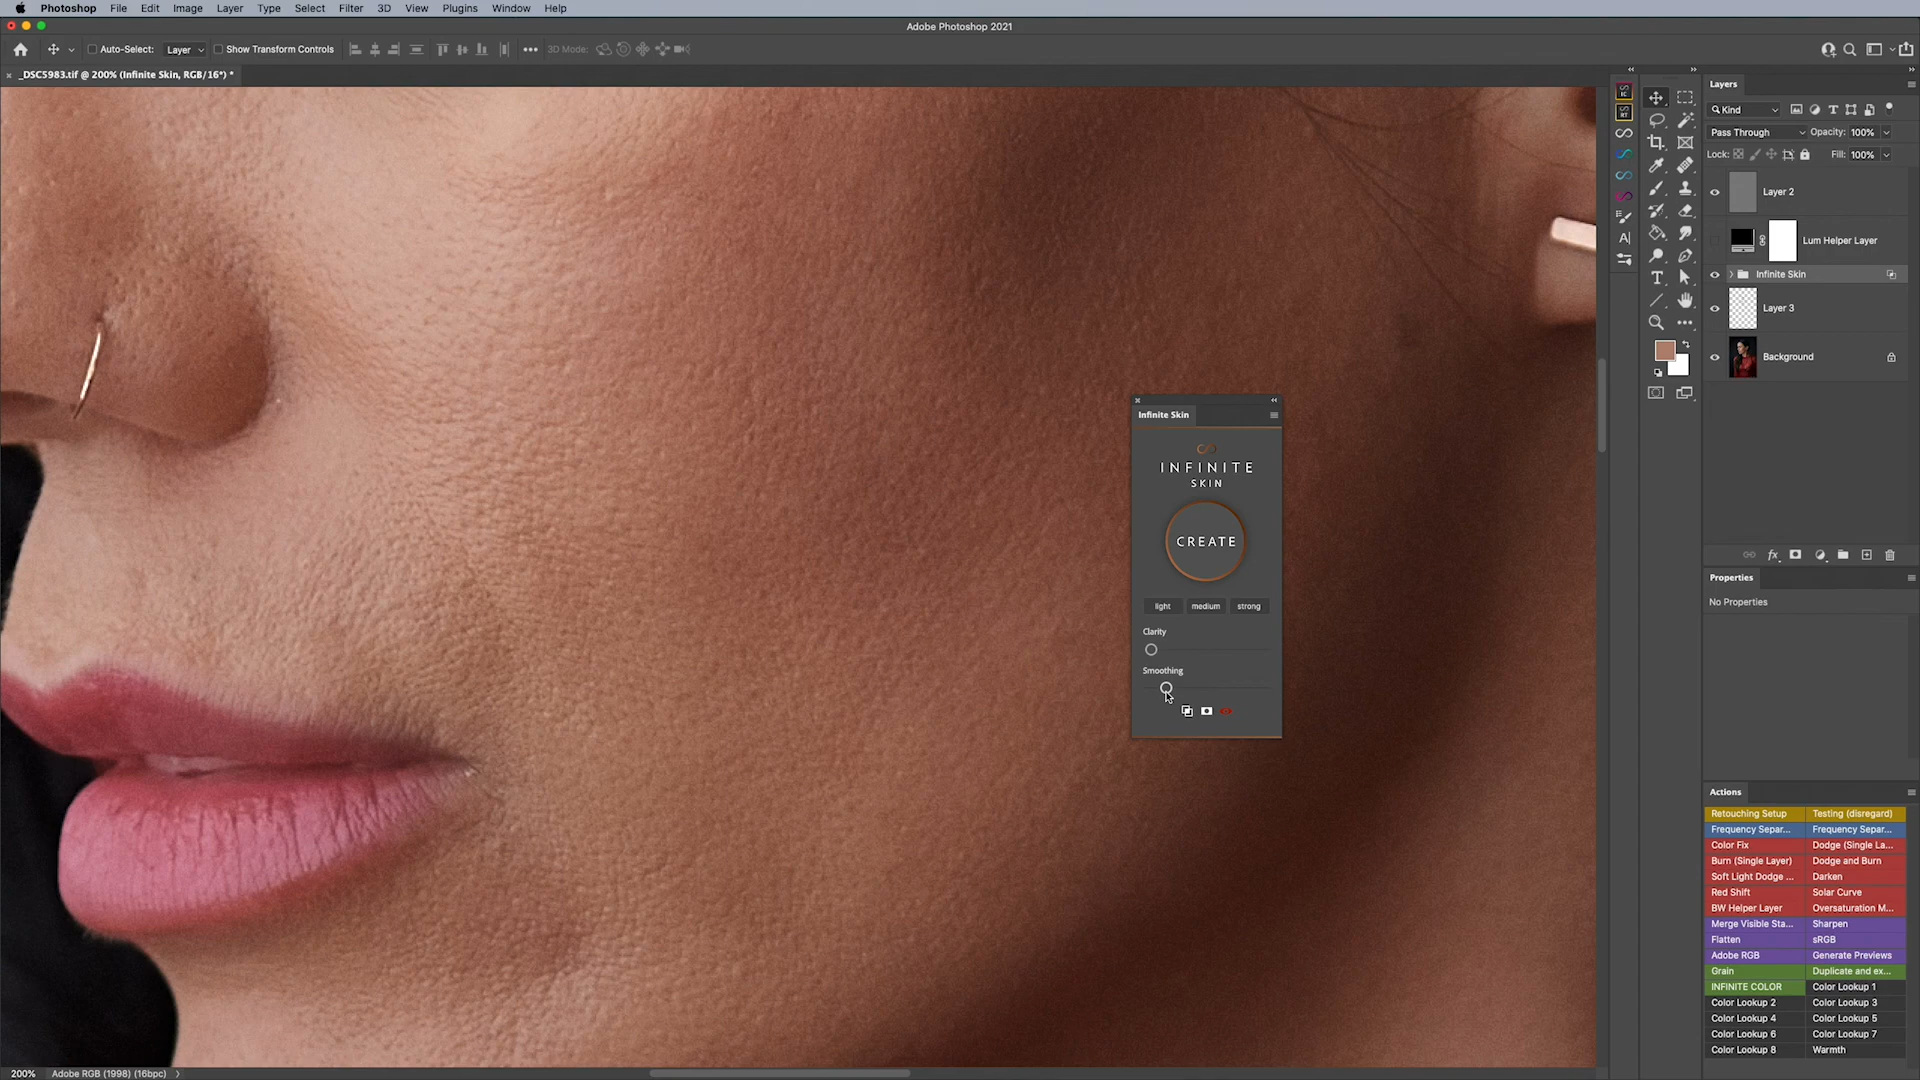 Photoshop File Edit Image Layer Type Select Filter 3D View Plugins Window Help
Adobe Photoshop 2021
Auto-Select: Layer Show Transform Controls 3D Mode:
_DSC5983.tif @ 200% (Infinite Skin, RGB/16*) *
Layers
Kind
Pass Through Opacity: 100%
Lock: Fill: 100%
Layer 2
Lum Helper Layer
Infinite Skin
Layer 3
Background
Infinite Skin
INFINITE
SKIN
CREATE
light medium strong
Clarity
Smoothing
Properties
No Properties
Actions
Retouching Setup Testing (disregard)
Frequency Separ... Frequency Separ...
Color Fix Dodge (Single La...
Burn (Single Layer) Dodge and Burn
Soft Light Dodge ... Darken
Red Shift Solar Curve
BW Helper Layer Oversaturation M...
Merge Visible Sta... Sharpen
Flatten sRGB
Adobe RGB Generate Previews
Grain Duplicate and ex...
INFINITE COLOR Color Lookup 1
Color Lookup 2 Color Lookup 3
Color Lookup 4 Color Lookup 5
Color Lookup 6 Color Lookup 7
Color Lookup 8 Warmth
200% Adobe RGB (1998) (16bpc)